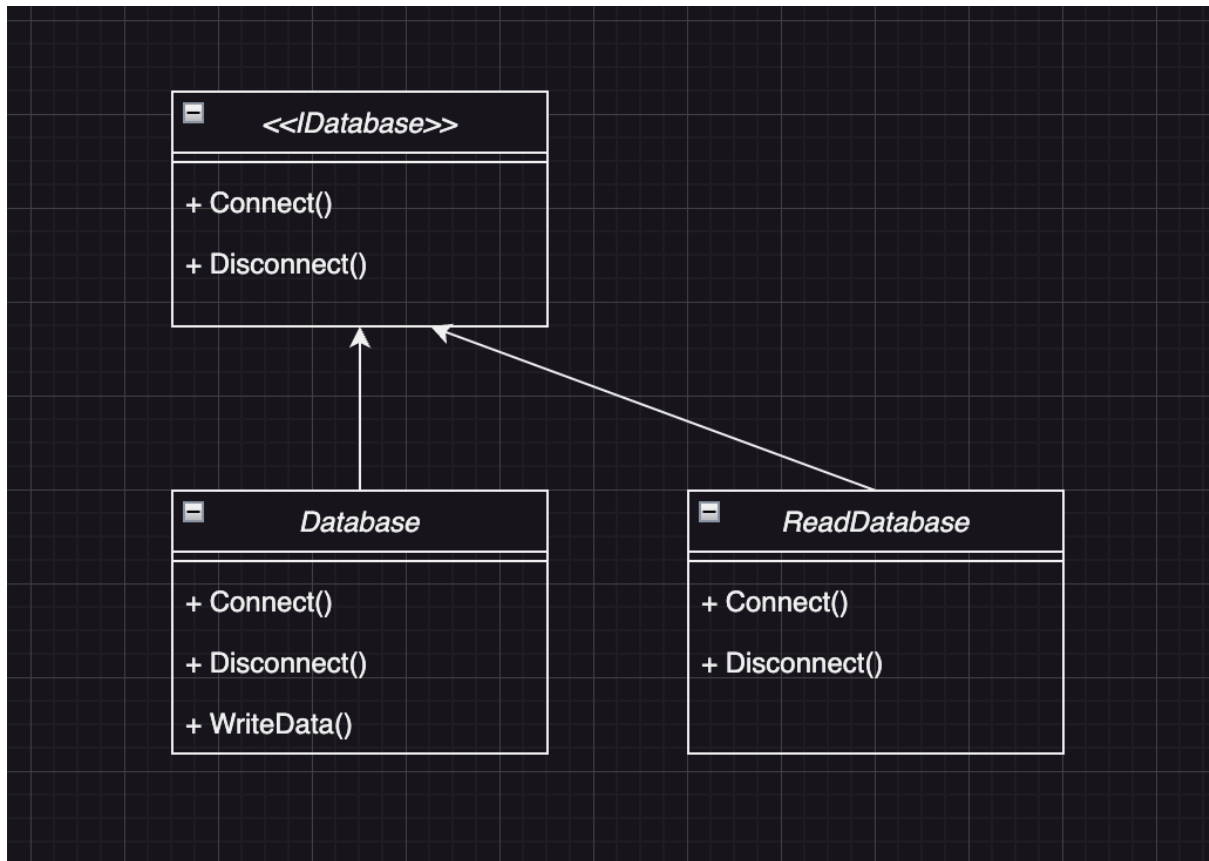 <<IDatabase>>
+ Connect()
+ Disconnect()
Database
+ Connect()
+ Disconnect()
+ WriteData()
ReadDatabase
+ Connect()
+ Disconnect()